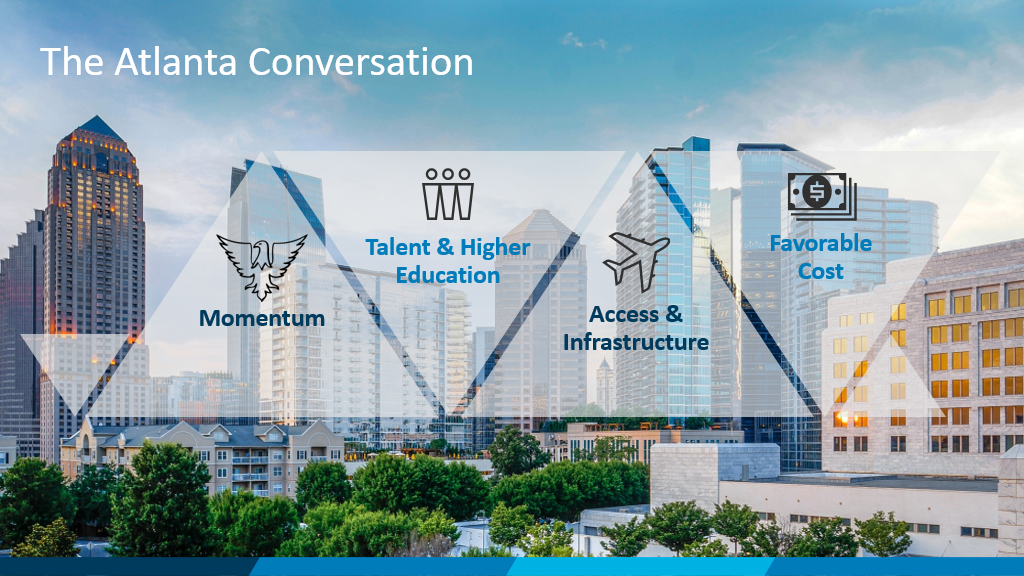 The Atlanta Conversation
Talent & Higher
Education
Favorable
Cost
Momentum
Access &
Infrastructure